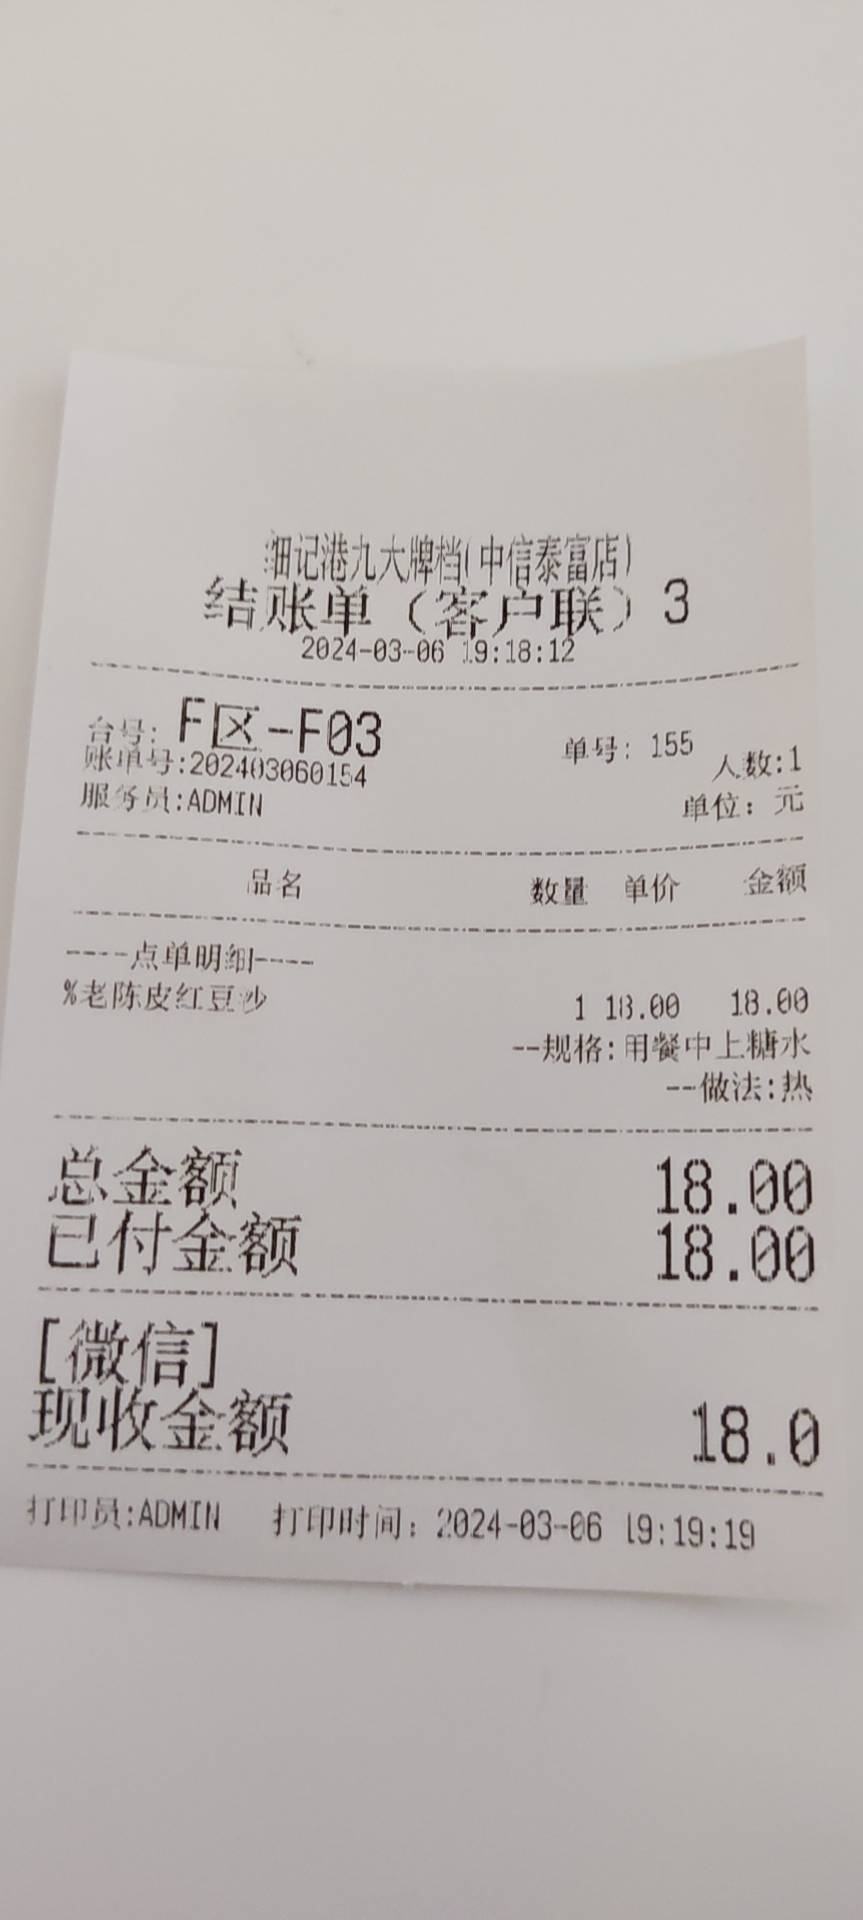 细记港九大牌档(中信泰富店)
结账单（客户联）3
2024-03-06 19:18:12
台号: F区-F03 单号: 155
账单号:202403060154 人数:1
服务员:ADMIN 单位: 元
品名 数量 单价 金额
----点单明细----
%老陈皮红豆沙 1 18.00 18.00
--规格:用餐中上糖水
--做法:热
总金额 18.00
已付金额 18.00
[微信]
现收金额 18.0
打印员:ADMIN 打印时间: 2024-03-06 19:19:19